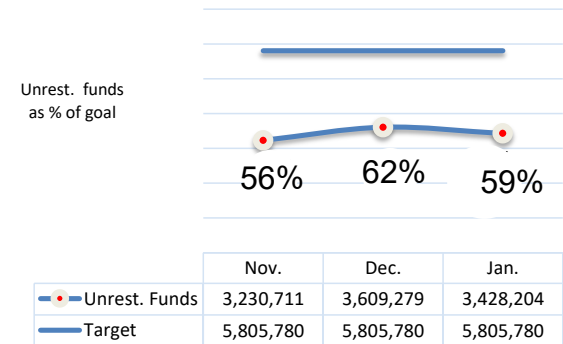 Unrest. funds
as % of goal
56% 62% 59%
Nov. Dec. Jan.
Unrest. Funds 3,230,711 3,609,279 3,428,204
Target 5,805,780 5,805,780 5,805,780